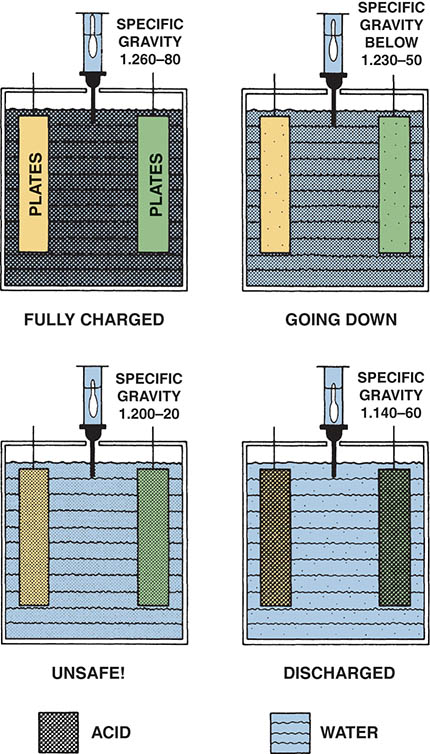 SPECIFIC
GRAVITY
1.260–80
SPECIFIC
GRAVITY
BELOW
1.230–50
PLATES
PLATES
FULLY CHARGED
GOING DOWN
SPECIFIC
GRAVITY
1.200–20
SPECIFIC
GRAVITY
1.140–60
UNSAFE!
DISCHARGED
ACID
WATER